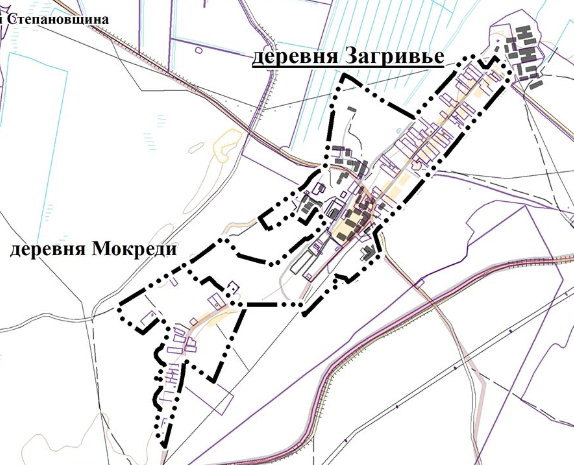 Степановщина
деревня Загривье
деревня Мокреди